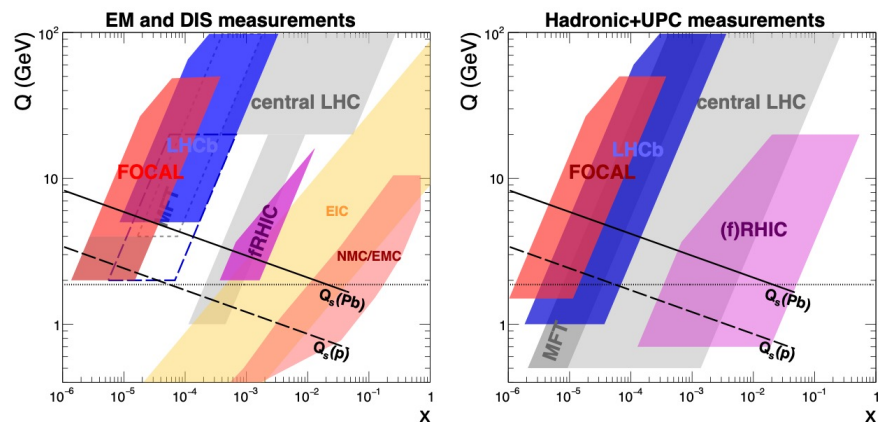 EM and DIS measurements
Q (GeV)
10²
10
1
central LHC
LHCb
FOCAL
MFT
fRHIC
EIC
NMC/EMC
Qs(Pb)
Qs(p)
10⁻⁶ 10⁻⁵ 10⁻⁴ 10⁻³ 10⁻² 10⁻¹ 1
x
Hadronic+UPC measurements
Q (GeV)
10²
10
1
central LHC
LHCb
FOCAL
(f)RHIC
MFT
Qs(Pb)
Qs(p)
10⁻⁶ 10⁻⁵ 10⁻⁴ 10⁻³ 10⁻² 10⁻¹ 1
x